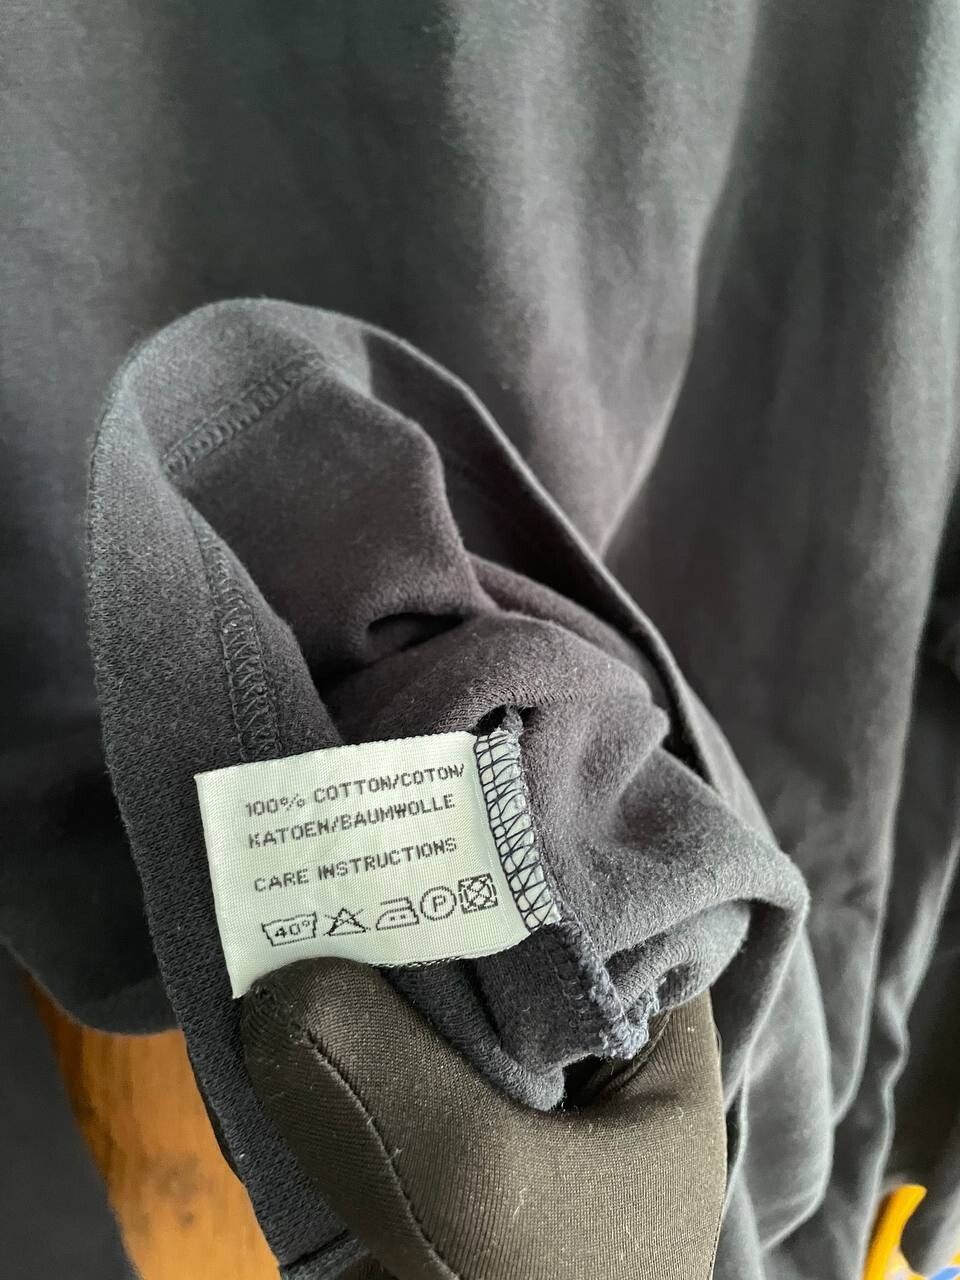 100% COTTON/COTON/
KATOEN/BAUMWOLLE
CARE INSTRUCTIONS
40° P